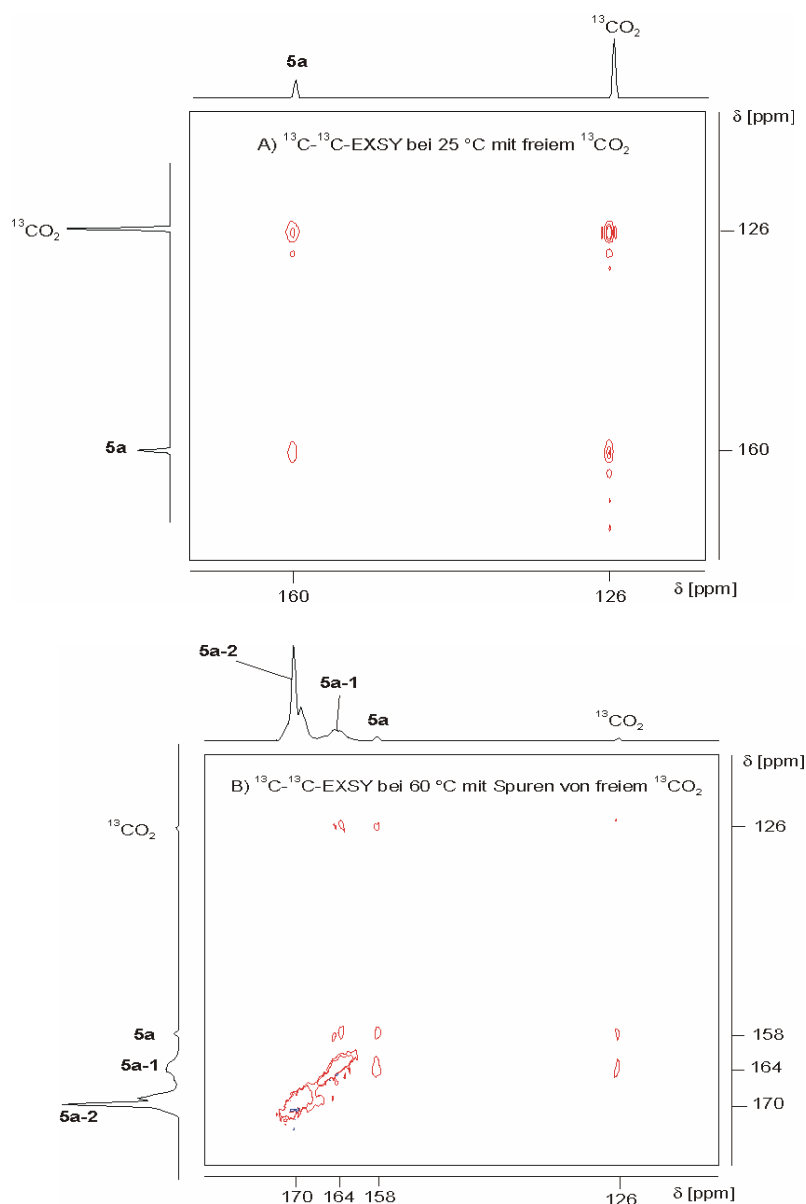 ¹³CO₂
5a
δ [ppm]
A) ¹³C-¹³C-EXSY bei 25 °C mit freiem ¹³CO₂
¹³CO₂
126
5a
160
160
126
δ [ppm]
5a-2
5a-1
5a
¹³CO₂
δ [ppm]
B) ¹³C-¹³C-EXSY bei 60 °C mit Spuren von freiem ¹³CO₂
¹³CO₂
126
5a
158
5a-1
164
5a-2
170
170
164
158
126
δ [ppm]